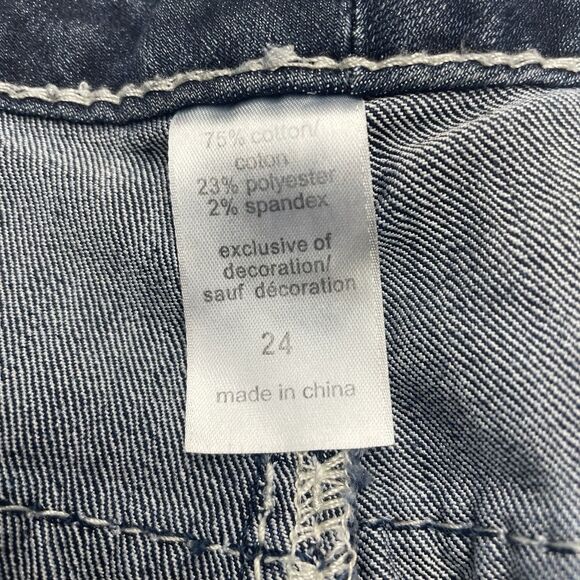 75% cotton/
coton
23% polyester
2% spandex
exclusive of
decoration/
sauf décoration
24
made in china